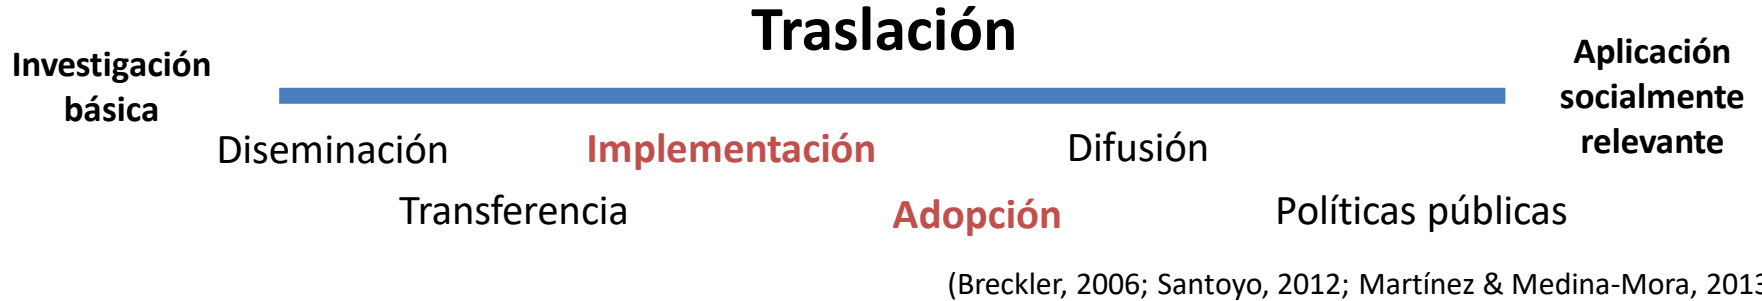 Traslación
Investigación
básica
Aplicación
socialmente
relevante
Diseminación
Implementación
Difusión
Transferencia
Adopción
Políticas públicas
(Breckler, 2006; Santoyo, 2012; Martínez & Medina-Mora, 2013